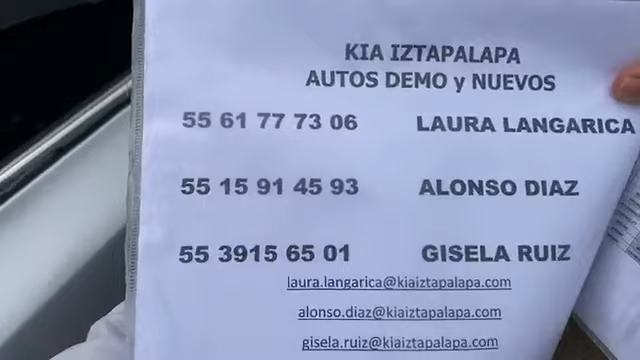 KIA IZTAPALAPA
AUTOS DEMO y NUEVOS
55 61 77 73 06 LAURA LANGARICA
55 15 91 45 93 ALONSO DIAZ
55 3915 65 01 GISELA RUIZ
laura.langarica@kiaiztapalapa.com
alonso.diaz@kiaiztapalapa.com
gisela.ruiz@kiaiztapalapa.com